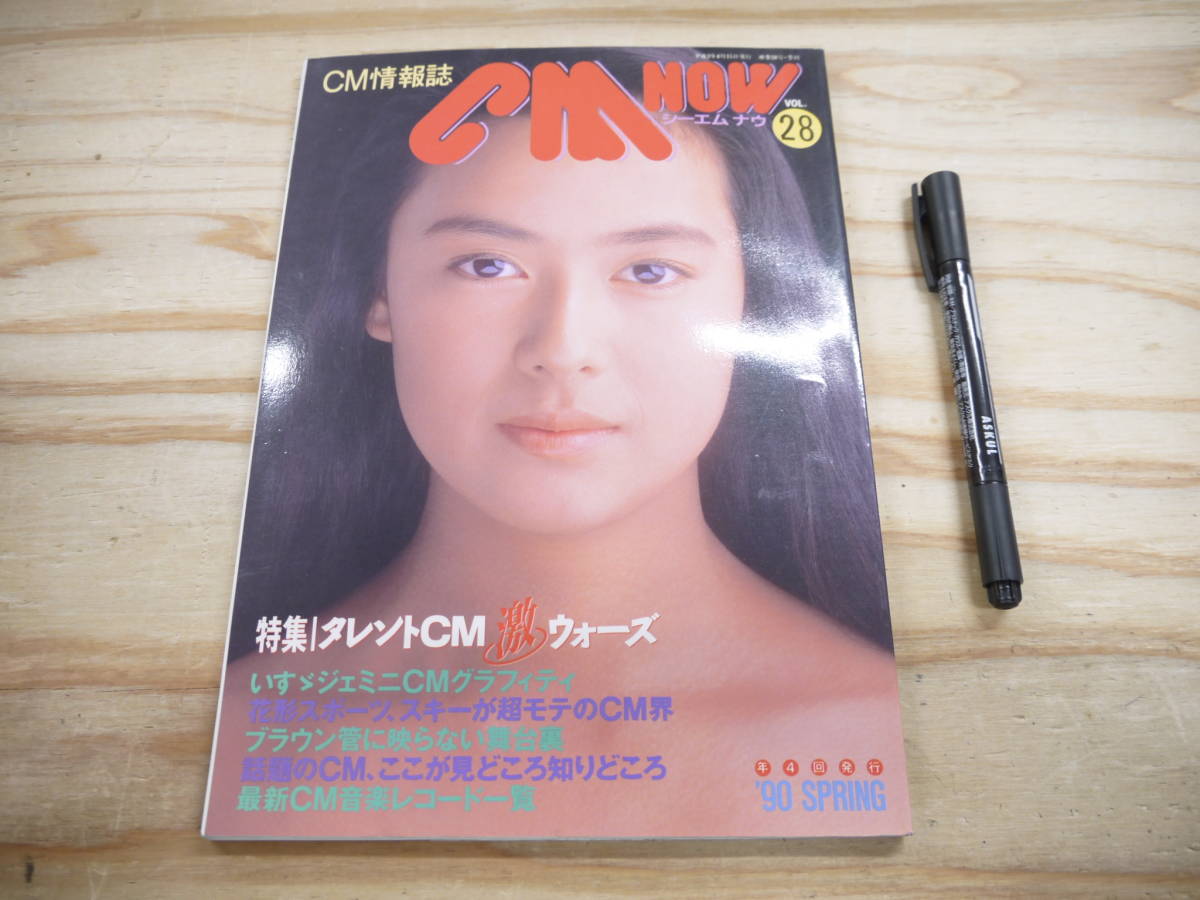 CM情報誌
CM NOW
シーエム ナウ
VOL.
28
特集|タレントCM激ウォーズ
いすゞジェミニCMグラフィティ
花形スポーツ、スキーが超モテのCM界
ブラウン管に映らない舞台裏
話題のCM、ここが見どころ知りどころ
最新CM音楽レコード一覧
年4回発行
'90 SPRING
ASKUL